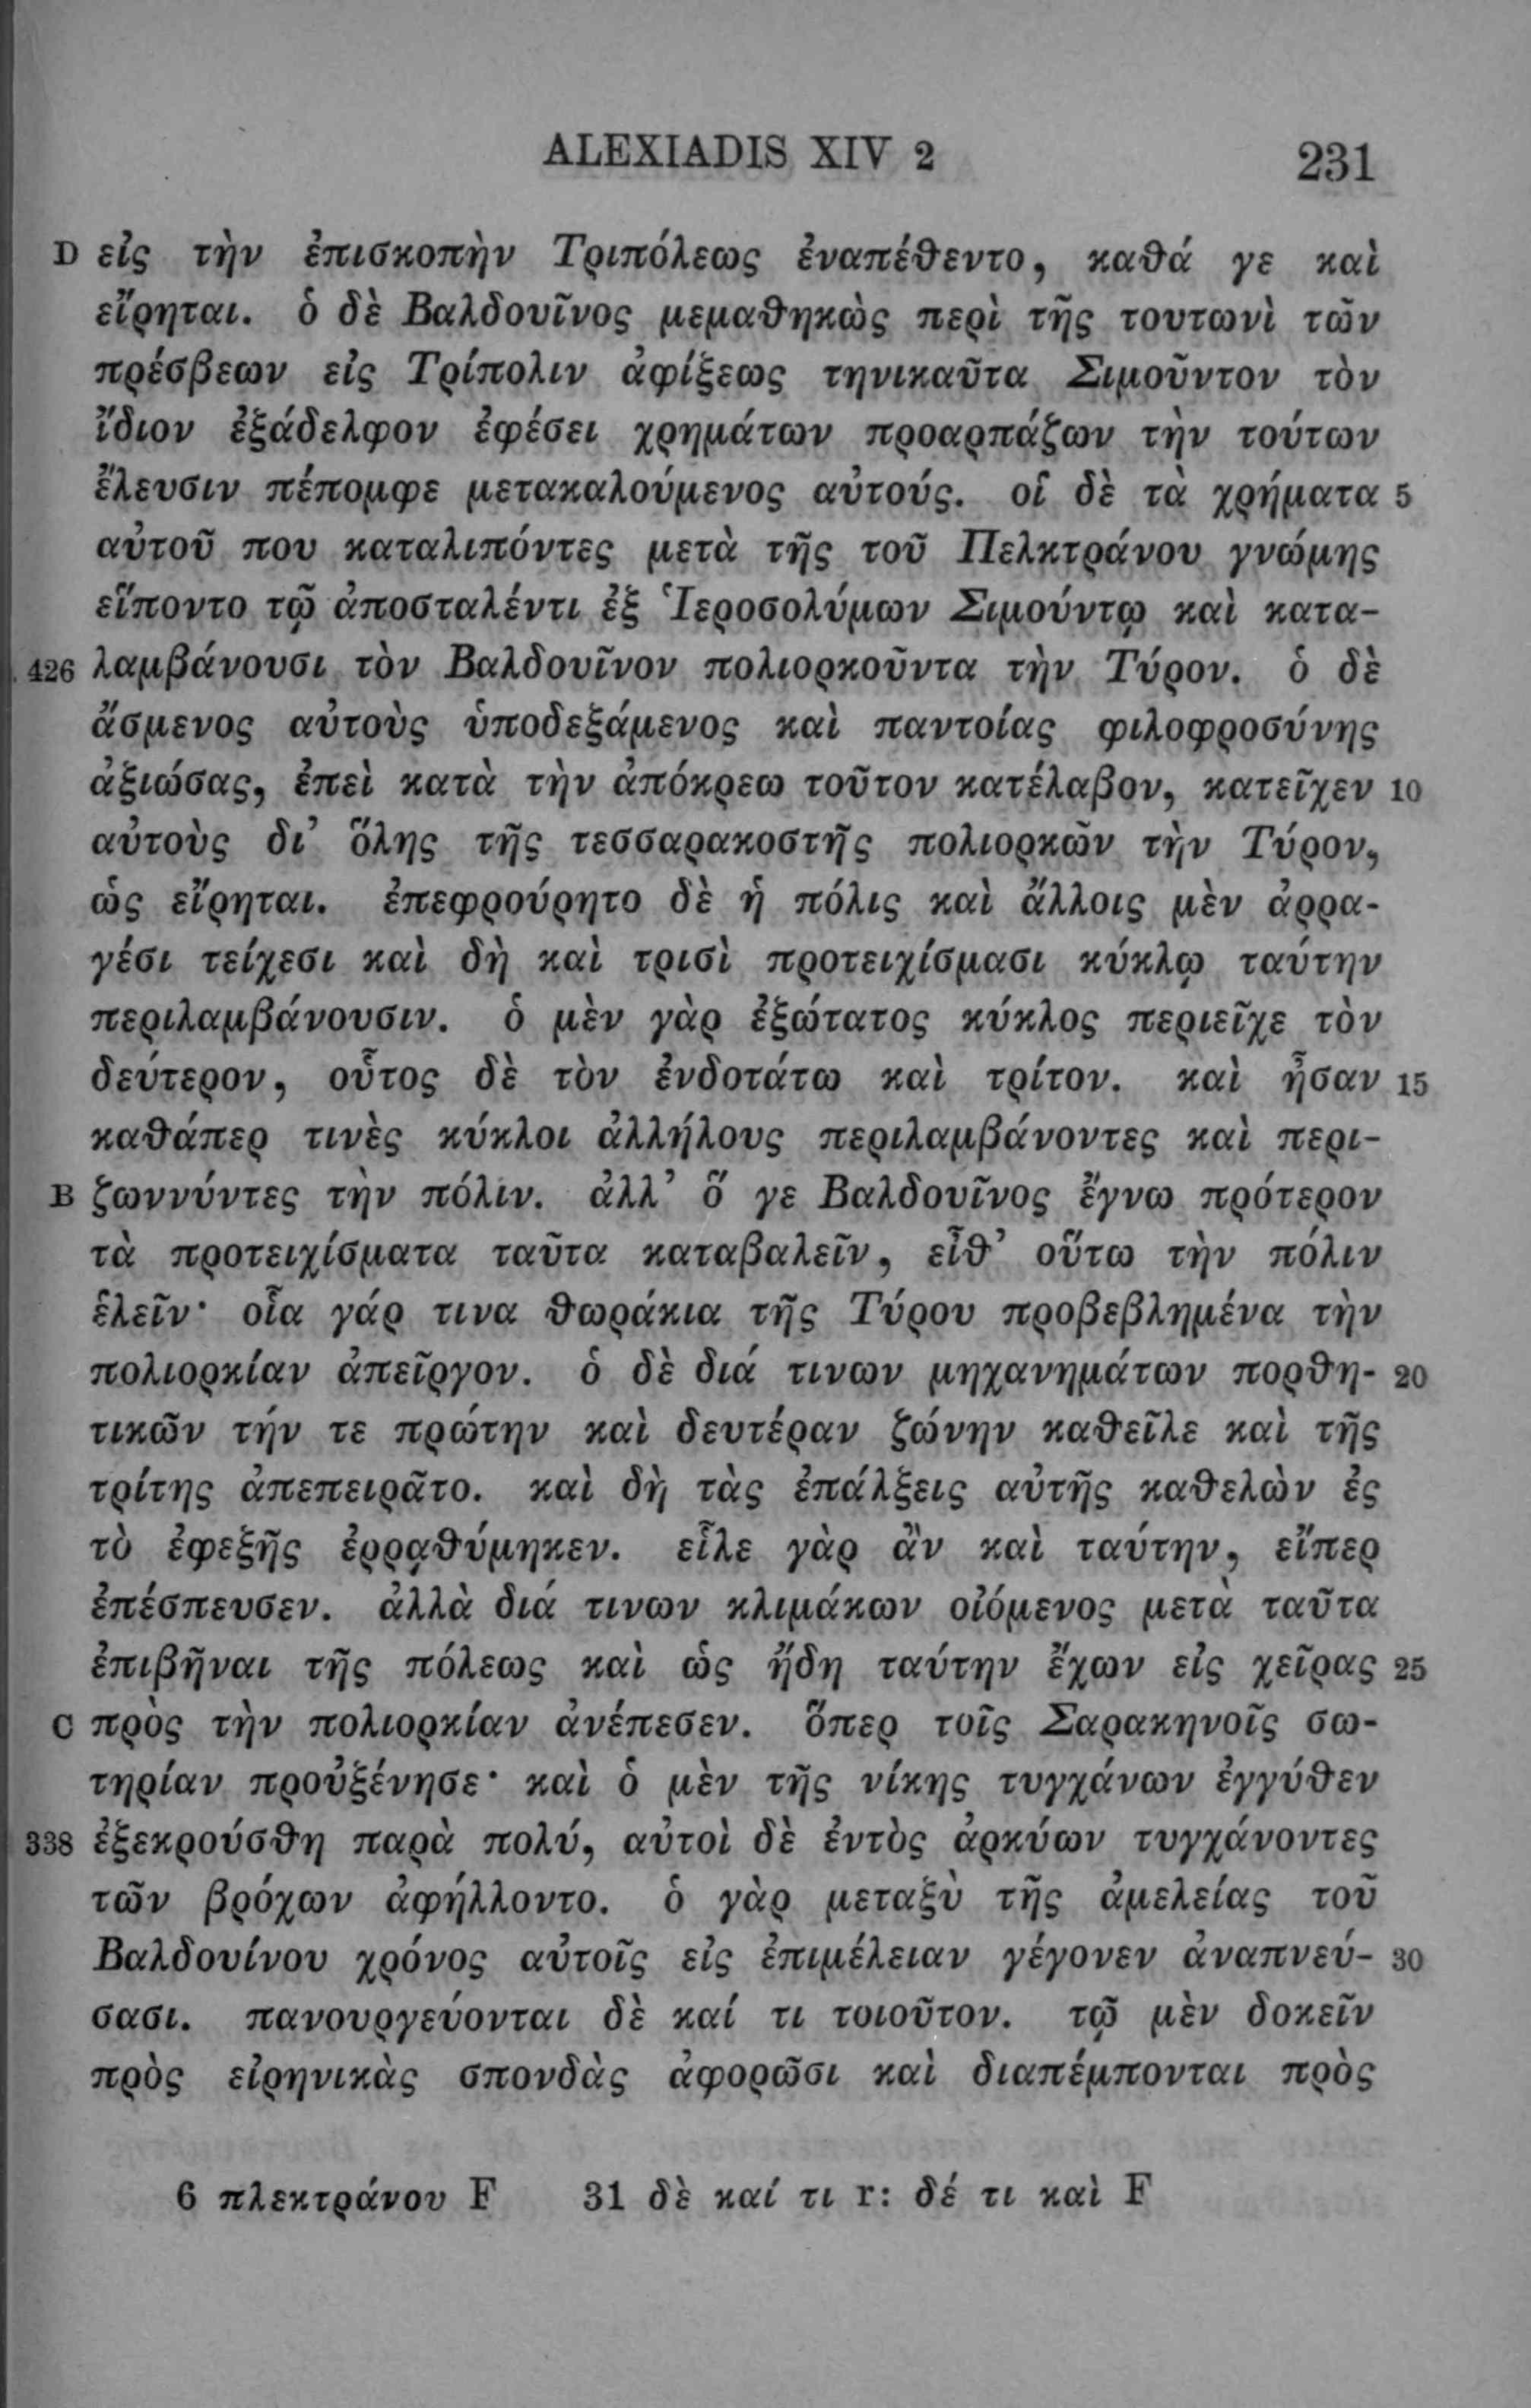 ALEXIADIS XIV 2 231
D εἰς τὴν ἐπισκοπὴν Τριπόλεως ἐναπέθεντο, καθά γε καὶ
εἴρηται. ὁ δὲ Βαλδουῖνος μεμαθηκὼς περὶ τῆς τουτωνὶ τῶν
πρέσβεων εἰς Τρίπολιν ἀφίξεως τηνικαῦτα Σιμοῦντον τὸν
ἴδιον ἐξάδελφον ἐφέσει χρημάτων προαρπάζων τὴν τούτων
ἔλευσιν πέπομφε μετακαλούμενος αὐτούς. οἱ δὲ τὰ χρήματα 5
αὐτοῦ που καταλιπόντες μετὰ τῆς τοῦ Πελκτράνου γνώμης
εἵποντο τῷ ἀποσταλέντι ἐξ Ἱεροσολύμων Σιμούντῳ καὶ κατα-
426 λαμβάνουσι τὸν Βαλδουῖνον πολιορκοῦντα τὴν Τύρον. ὁ δὲ
ἄσμενος αὐτοὺς ὑποδεξάμενος καὶ παντοίας φιλοφροσύνης
ἀξιώσας, ἐπεὶ κατὰ τὴν ἀπόκρεω τοῦτον κατέλαβον, κατεῖχεν 10
αὐτοὺς δι’ ὅλης τῆς τεσσαρακοστῆς πολιορκῶν τὴν Τύρον,
ὡς εἴρηται. ἐπεφρούρητο δὲ ἡ πόλις καὶ ἄλλοις μὲν ἀρρα-
γέσι τείχεσι καὶ δὴ καὶ τρισὶ προτειχίσμασι κύκλῳ ταύτην
περιλαμβάνουσιν. ὁ μὲν γὰρ ἐξώτατος κύκλος περιεῖχε τὸν
δεύτερον, οὗτος δὲ τὸν ἐνδοτάτω καὶ τρίτον. καὶ ἦσαν 15
καθάπερ τινὲς κύκλοι ἀλλήλους περιλαμβάνοντες καὶ περι-
B ζωννύντες τὴν πόλιν. ἀλλ’ ὅ γε Βαλδουῖνος ἔγνω πρότερον
τὰ προτειχίσματα ταῦτα καταβαλεῖν, εἶθ’ οὕτω τὴν πόλιν
ἑλεῖν· οἷα γάρ τινα θωράκια τῆς Τύρου προβεβλημένα τὴν
πολιορκίαν ἀπεῖργον. ὁ δὲ διά τινων μηχανημάτων πορθη- 20
τικῶν τήν τε πρώτην καὶ δευτέραν ζώνην καθεῖλε καὶ τῆς
τρίτης ἀπεπειρᾶτο. καὶ δὴ τὰς ἐπάλξεις αὐτῆς καθελὼν ἐς
τὸ ἐφεξῆς ἐρρᾳθύμηκεν. εἷλε γὰρ ἂν καὶ ταύτην, εἴπερ
ἐπέσπευσεν. ἀλλὰ διά τινων κλιμάκων οἰόμενος μετὰ ταῦτα
ἐπιβῆναι τῆς πόλεως καὶ ὡς ἤδη ταύτην ἔχων εἰς χεῖρας 25
C πρὸς τὴν πολιορκίαν ἀνέπεσεν. ὅπερ τοῖς Σαρακηνοῖς σω-
τηρίαν προὐξένησε· καὶ ὁ μὲν τῆς νίκης τυγχάνων ἐγγύθεν
338 ἐξεκρούσθη παρὰ πολύ, αὐτοὶ δὲ ἐντὸς ἀρκύων τυγχάνοντες
τῶν βρόχων ἀφήλλοντο. ὁ γὰρ μεταξὺ τῆς ἀμελείας τοῦ
Βαλδουίνου χρόνος αὐτοῖς εἰς ἐπιμέλειαν γέγονεν ἀναπνεύ- 30
σασι. πανουργεύονται δὲ καί τι τοιοῦτον. τῷ μὲν δοκεῖν
πρὸς εἰρηνικὰς σπονδὰς ἀφορῶσι καὶ διαπέμπονται πρὸς
6 πλεκτράνου F 31 δὲ καί τι r: δέ τι καὶ F